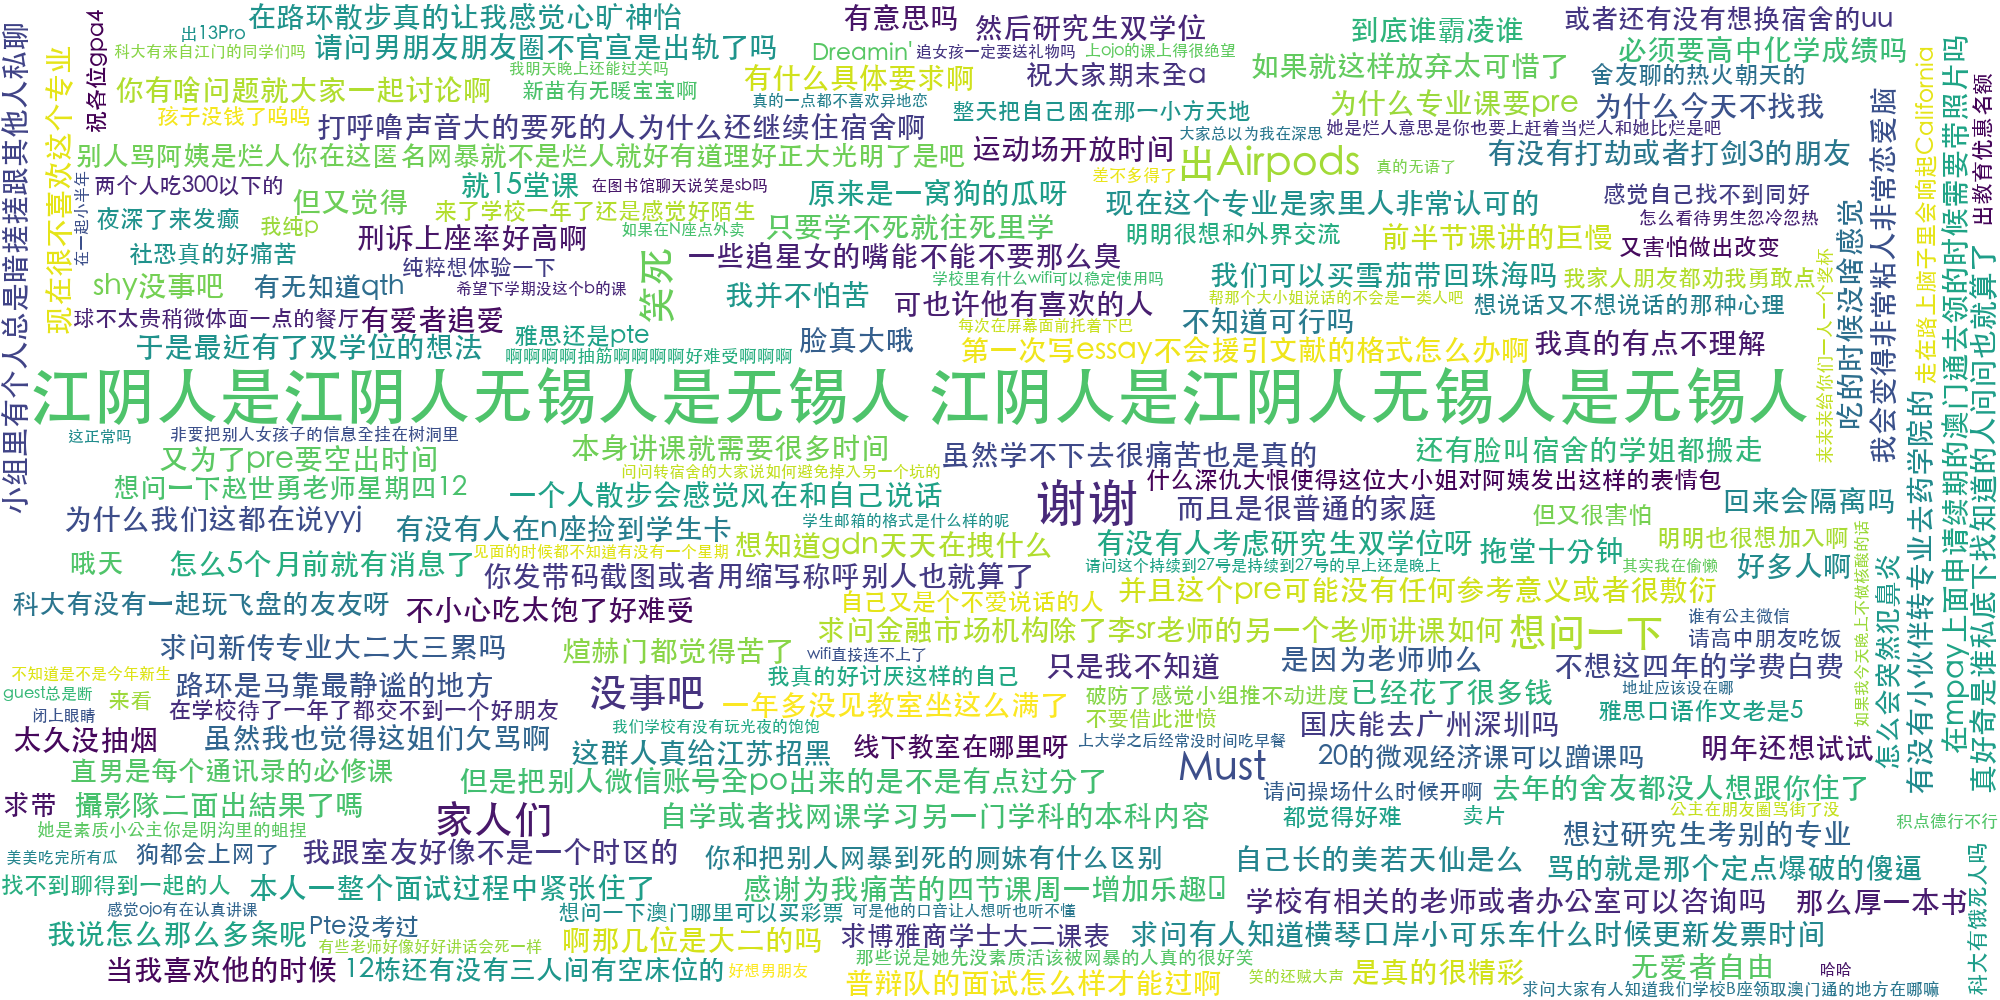 在路环散步真的让我感觉心旷神怡
有意思吗
然后研究生双学位
到底谁霸凌谁
或者还有没有想换宿舍的uu
出13Pro
科大有来自江门的同学们吗
请问男朋友朋友圈不官宣是出轨了吗
Dreamin'
追女孩一定要送礼物吗
上ojo的课上得很绝望
必须要高中化学成绩吗
祝各位gpa4
现在很不喜欢这个专业
小组里有个人总是暗搓搓跟其他人私聊
我明天晚上还能过关吗
有什么具体要求啊
祝大家期末全a
如果就这样放弃太可惜了
舍友聊的热火朝天的
你有啥问题就大家一起讨论啊
新苗有无暖宝宝啊
真的一点都不喜欢异地恋
整天把自己困在那一小方天地
为什么专业课要pre
为什么今天不找我
孩子没钱了呜呜
打呼噜声音大的要死的人为什么还继续住宿舍啊
大家总以为我在深思
她是烂人意思是你也要上赶着当烂人和她比烂是吧
别人骂阿姨是烂人你在这匿名网暴就不是烂人就好有道理好正大光明了是吧
运动场开放时间
出Airpods
真的无语了
有没有打劫或者打剑3的朋友
两个人吃300以下的
就15堂课
在图书馆聊天说笑是sb吗
原来是一窝狗的瓜呀
差不多得了
现在这个专业是家里人非常认可的
感觉自己找不到同好
在一起小半年
但又觉得
夜深了来发癫
我纯p
来了学校一年了还是感觉好陌生
只要学不死就往死里学
怎么看待男生忽冷忽热
社恐真的好痛苦
刑诉上座率好高啊
如果在N座点外卖
一些追星女的嘴能不能不要那么臭
明明很想和外界交流
前半节课讲的巨慢
又害怕做出改变
纯粹想体验一下
笑死
shy没事吧
有无知道qth
希望下学期没这个b的课
我并不怕苦
学校里有什么wifi可以稳定使用吗
我们可以买雪茄带回珠海吗
我家人朋友都劝我勇敢点
可也许他有喜欢的人
帮那个大小姐说话的不会是一类人吧
想说话又不想说话的那种心理
球不太贵稍微体面一点的餐厅
有爱者追爱
雅思还是pte
脸真大哦
每次在屏幕面前托着下巴
不知道可行吗
于是最近有了双学位的想法
啊啊啊啊抽筋啊啊啊啊好难受啊啊啊
第一次写essay不会援引文献的格式怎么办啊
我真的有点不理解
来来来给你们一人一个奖杯
吃的时候没啥感觉
我会变得非常粘人非常恋爱脑
走在路上脑子里会响起California
出教育优惠名额
江阴人是江阴人无锡人是无锡人 江阴人是江阴人无锡人是无锡人
这正常吗
非要把别人女孩子的信息全挂在树洞里
本身讲课就需要很多时间
虽然学不下去很痛苦也是真的
还有脸叫宿舍的学姐都搬走
又为了pre要空出时间
问问转宿舍的大家说如何避免掉入另一个坑的
什么深仇大恨使得这位大小姐对阿姨发出这样的表情包
想问一下赵世勇老师星期四12
一个人散步会感觉风在和自己说话
谢谢
而且是很普通的家庭
回来会隔离吗
为什么我们这都在说yyj
有没有人在n座捡到学生卡
学生邮箱的格式是什么样的呢
但又很害怕
哦天
怎么5个月前就有消息了
见面的时候都不知道有没有一个星期
想知道gdn天天在拽什么
有没有人考虑研究生双学位呀
拖堂十分钟
明明也很想加入啊
你发带码截图或者用缩写称呼别人也就算了
请问这个持续到27号是持续到27号的早上还是晚上
其实我在偷懒
好多人啊
科大有没有一起玩飞盘的友友呀
不小心吃太饱了好难受
自己又是个不爱说话的人
并且这个pre可能没有任何参考意义或者很敷衍
谁有公主微信
求问新传专业大二大三累吗
煊赫门都觉得苦了
求问金融市场机构除了李sr老师的另一个老师讲课如何
想问一下
请高中朋友吃饭
wifi直接连不上了
不知道是不是今年新生
路环是马靠最静谧的地方
没事吧
我真的好讨厌这样的自己
只是我不知道
是因为老师帅么
不想这四年的学费白费
guest总是断
来看
在学校待了一年了都交不到一个好朋友
一年多没见教室坐这么满了
破防了感觉小组推不动进度
已经花了很多钱
地址应该设在哪
闭上眼睛
我们学校有没有玩光夜的饱饱
不要借此泄愤
国庆能去广州深圳吗
雅思口语作文老是5
太久没抽烟
虽然我也觉得这姐们欠骂啊
这群人真给江苏招黑
线下教室在哪里呀
上大学之后经常没时间吃早餐
20的微观经济课可以蹭课吗
明年还想试试
如果我今天晚上不做核酸的话
怎么会突然犯鼻炎
有没有小伙伴转专业去药学院的
在mpay上面申请续期的澳门通去领的时候需要带照片吗
真好奇是谁私底下找知道的人问问也就算了
直男是每个通讯录的必修课
但是把别人微信账号全po出来的是不是有点过分了
Must
请问操场什么时候开啊
去年的舍友都没人想跟你住了
求带
攝影隊二面出結果了嗎
家人们
自学或者找网课学习另一门学科的本科内容
都觉得好难
卖片
公主在朋友圈骂街了没
积点德行不行
她是素质小公主你是阴沟里的蛆捏
想过研究生考别的专业
美美吃完所有瓜
狗都会上网了
我跟室友好像不是一个时区的
你和把别人网暴到死的厕妹有什么区别
自己长的美若天仙是么
骂的就是那个定点爆破的傻逼
找不到聊得到一起的人
本人一整个面试过程中紧张住了
感谢为我痛苦的四节课周一增加乐趣
学校有相关的老师或者办公室可以咨询吗
那么厚一本书
科大有饿死人吗
感觉ojo有在认真讲课
Pte没考过
想问一下澳门哪里可以买彩票
可是他的口音让人想听也听不懂
我说怎么那么多条呢
有些老师好像好好讲话会死一样
啊那几位是大二的吗
求博雅商学士大二课表
求问有人知道横琴口岸小可乐车什么时候更新发票时间
那些说是她先没素质活该被网暴的人真的很好笑
当我喜欢他的时候
12栋还有没有三人间有空床位的
好想男朋友
普辩队的面试怎么样才能过啊
笑的还贼大声
是真的很精彩
无爱者自由
哈哈
求问大家有人知道我们学校B座领取澳门通的地方在哪嘛